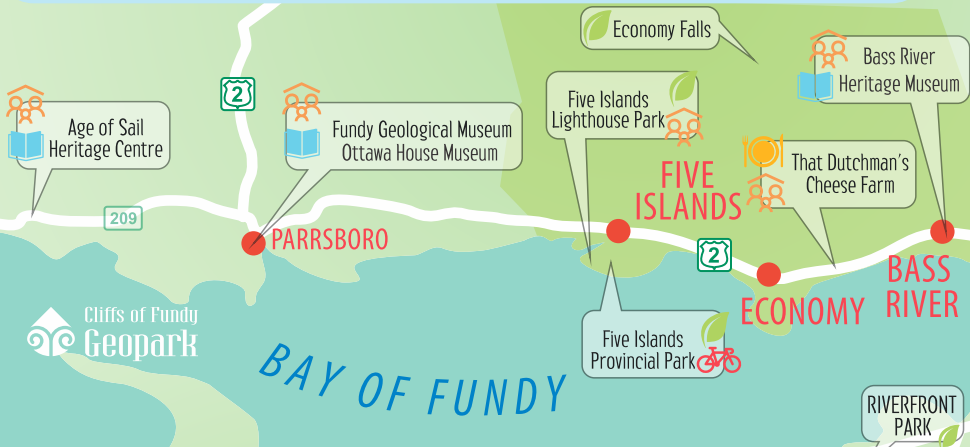 Economy Falls
Bass River
Heritage Museum
2
Five Islands
Lighthouse Park
Age of Sail
Heritage Centre
Fundy Geological Museum
Ottawa House Museum
That Dutchman's
Cheese Farm
FIVE
ISLANDS
209
PARRSBORO
2
BASS
RIVER
ECONOMY
Cliffs of Fundy
Geopark
Five Islands
Provincial Park
BAY OF FUNDY
RIVERFRONT
PARK